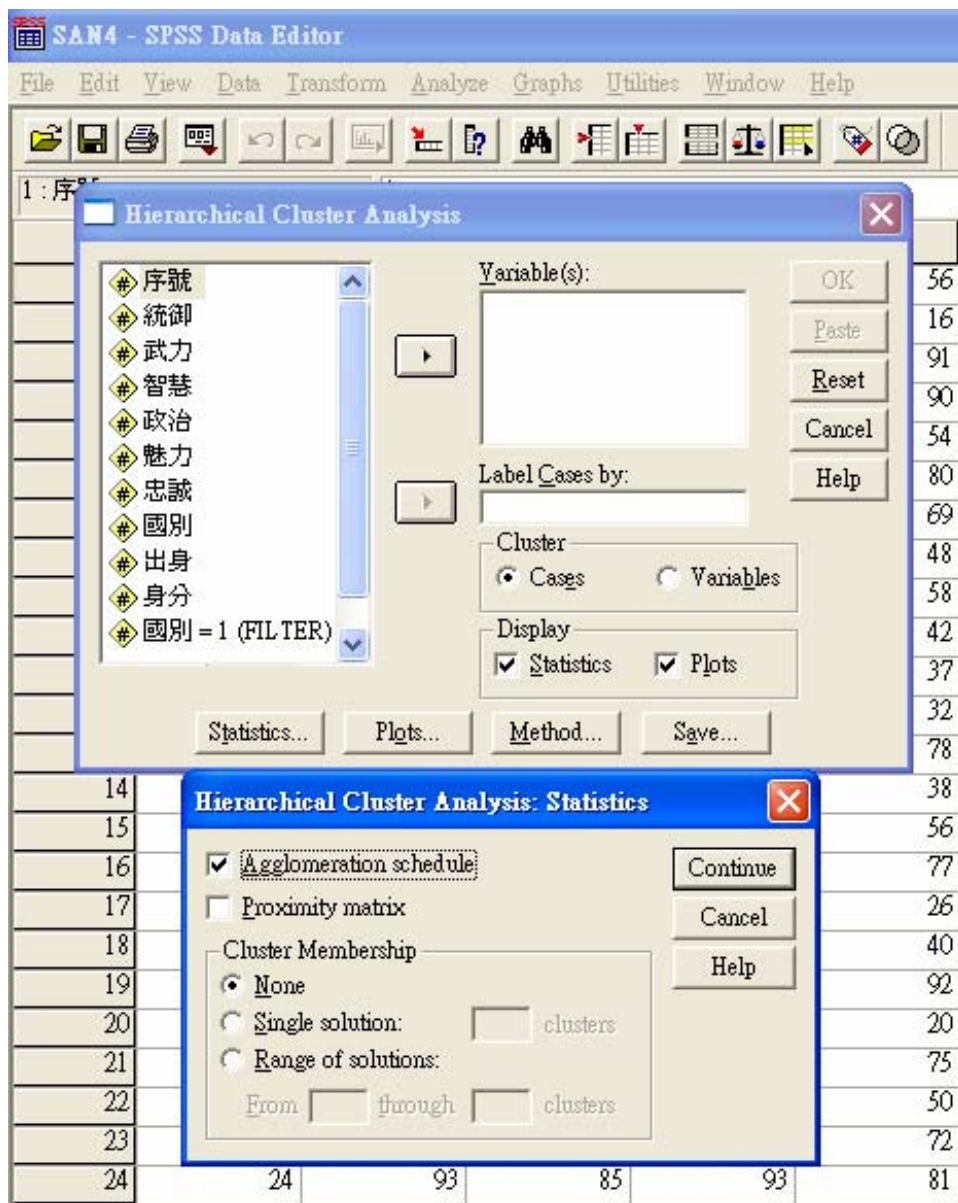 SPSS
SAN4 - SPSS Data Editor
File Edit View Data Transform Analyze Graphs Utilities Window Help
1 : 序號
Hierarchical Cluster Analysis
序號
統御
武力
智慧
政治
魅力
忠誠
國別
出身
身分
國別 = 1 (FILTER)
Variable(s):
Label Cases by:
Cluster
Cases Variables
Display
Statistics Plots
OK
Paste
Reset
Cancel
Help
Statistics... Plots... Method... Save...
56
16
91
90
54
80
69
48
58
42
37
32
78
14 38
15 56
16 77
17 26
18 40
19 92
20 20
21 75
22 50
23 72
24 24 93 85 93 81
Hierarchical Cluster Analysis: Statistics
Agglomeration schedule
Proximity matrix
Cluster Membership
None
Single solution: clusters
Range of solutions:
From through clusters
Continue
Cancel
Help